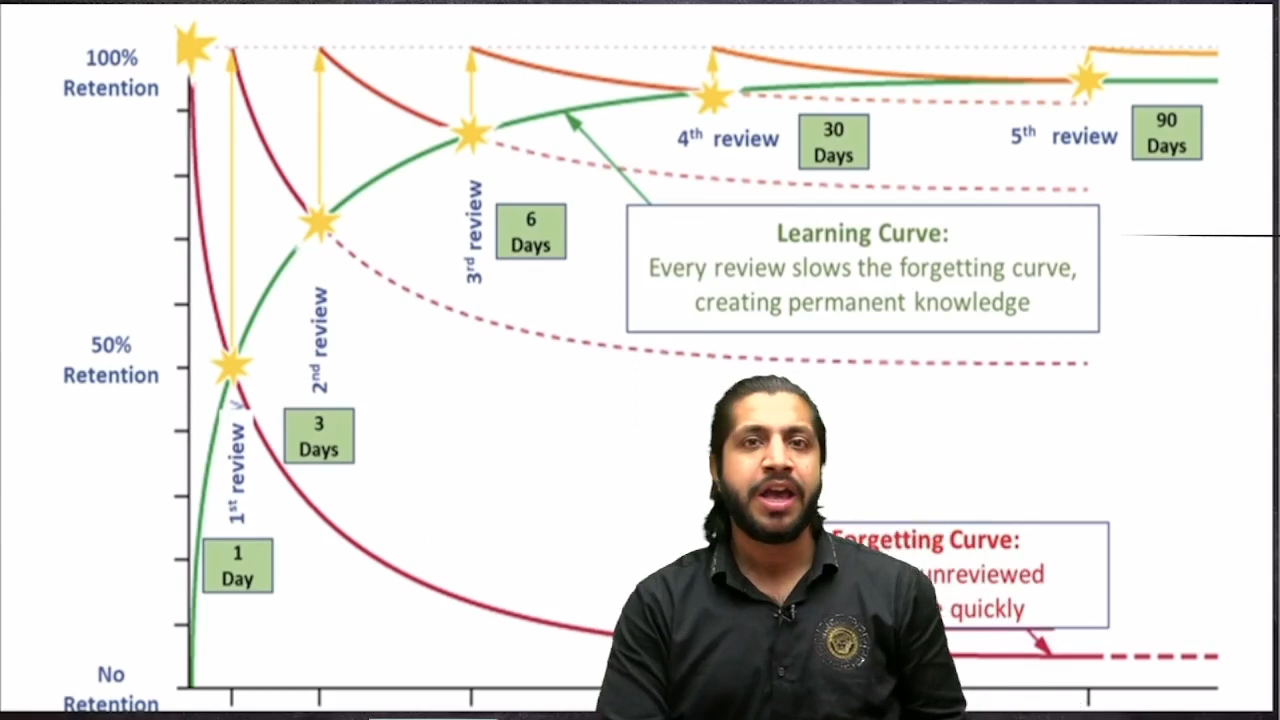 100%
Retention
50%
Retention
No
Retention
1st review
1
Day
2nd review
3
Days
3rd review
6
Days
4th review
30
Days
5th review
90
Days
Learning Curve:
Every review slows the forgetting curve,
creating permanent knowledge
Forgetting Curve:
unreviewed
quickly